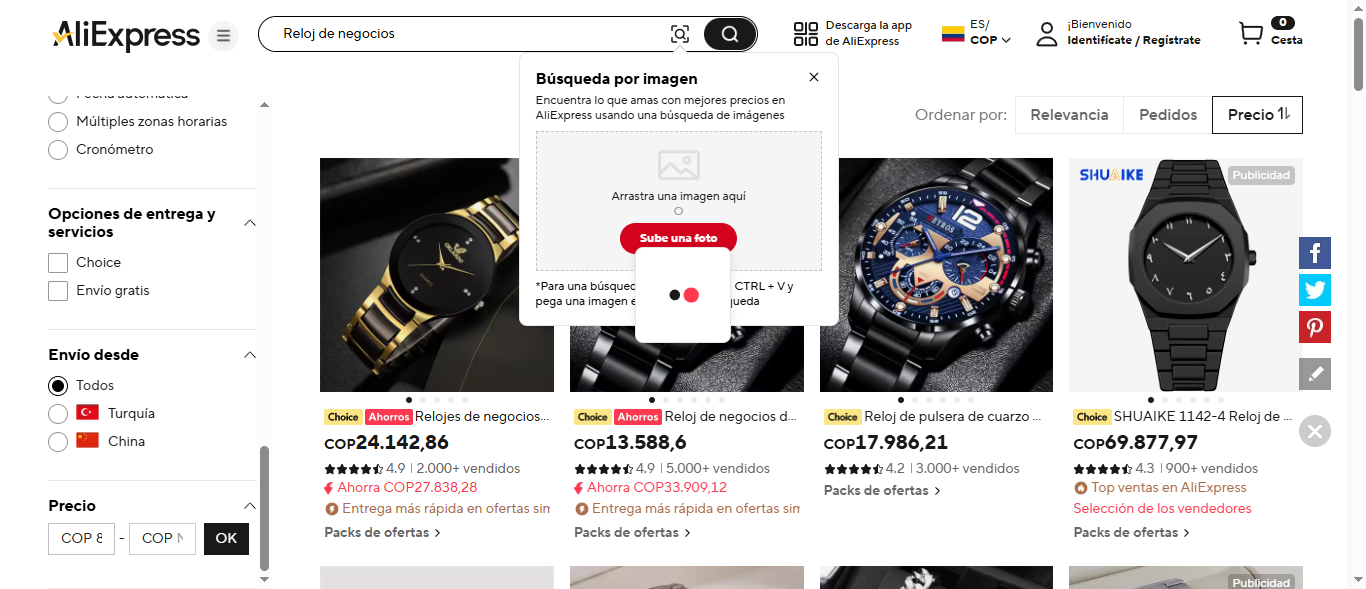 AliExpress
Reloj de negocios
Descarga la app
de AliExpress
ES/
COP
¡Bienvenido
Identifícate / Regístrate
0
Cesta
Búsqueda por imagen
Encuentra lo que amas con mejores precios en
AliExpress usando una búsqueda de imágenes
Arrastra una imagen aquí
O
Sube una foto
*Para una
CTRL + V y
pega una imagen
Fecha automática
Múltiples zonas horarias
Cronómetro
Opciones de entrega y
servicios
Choice
Envío gratis
Envío desde
Todos
Turquía
China
Precio
COP 8
-
COP
OK
Ordenar por:
Relevancia
Pedidos
Precio
SHUAIKE
Publicidad
Choice Ahorros Relojes de negocios...
COP24.142,86
4.9 | 2.000+ vendidos
Ahorra COP27.838,28
Entrega más rápida en ofertas sim
Packs de ofertas >
Choice Ahorros Reloj de negocios d...
COP13.588,6
4.9 | 5.000+ vendidos
Ahorra COP33.909,12
Entrega más rápida en ofertas sim
Packs de ofertas >
Choice Reloj de pulsera de cuarzo ...
COP17.986,21
4.2 | 3.000+ vendidos
Packs de ofertas >
Choice SHUAIKE 1142-4 Reloj de ...
COP69.877,97
4.3 | 900+ vendidos
Top ventas en AliExpress
Selección de los vendedores
Packs de ofertas >
Publicidad